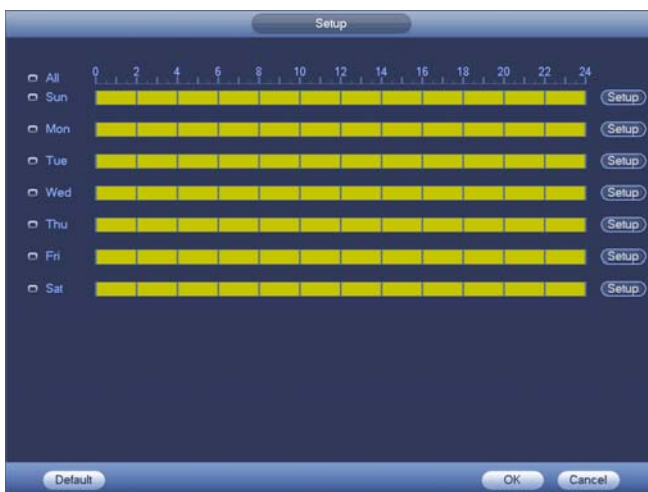 Setup
All 0 2 4 6 8 10 12 14 16 18 20 22 24
Sun Setup
Mon Setup
Tue Setup
Wed Setup
Thu Setup
Fri Setup
Sat Setup
Default OK Cancel